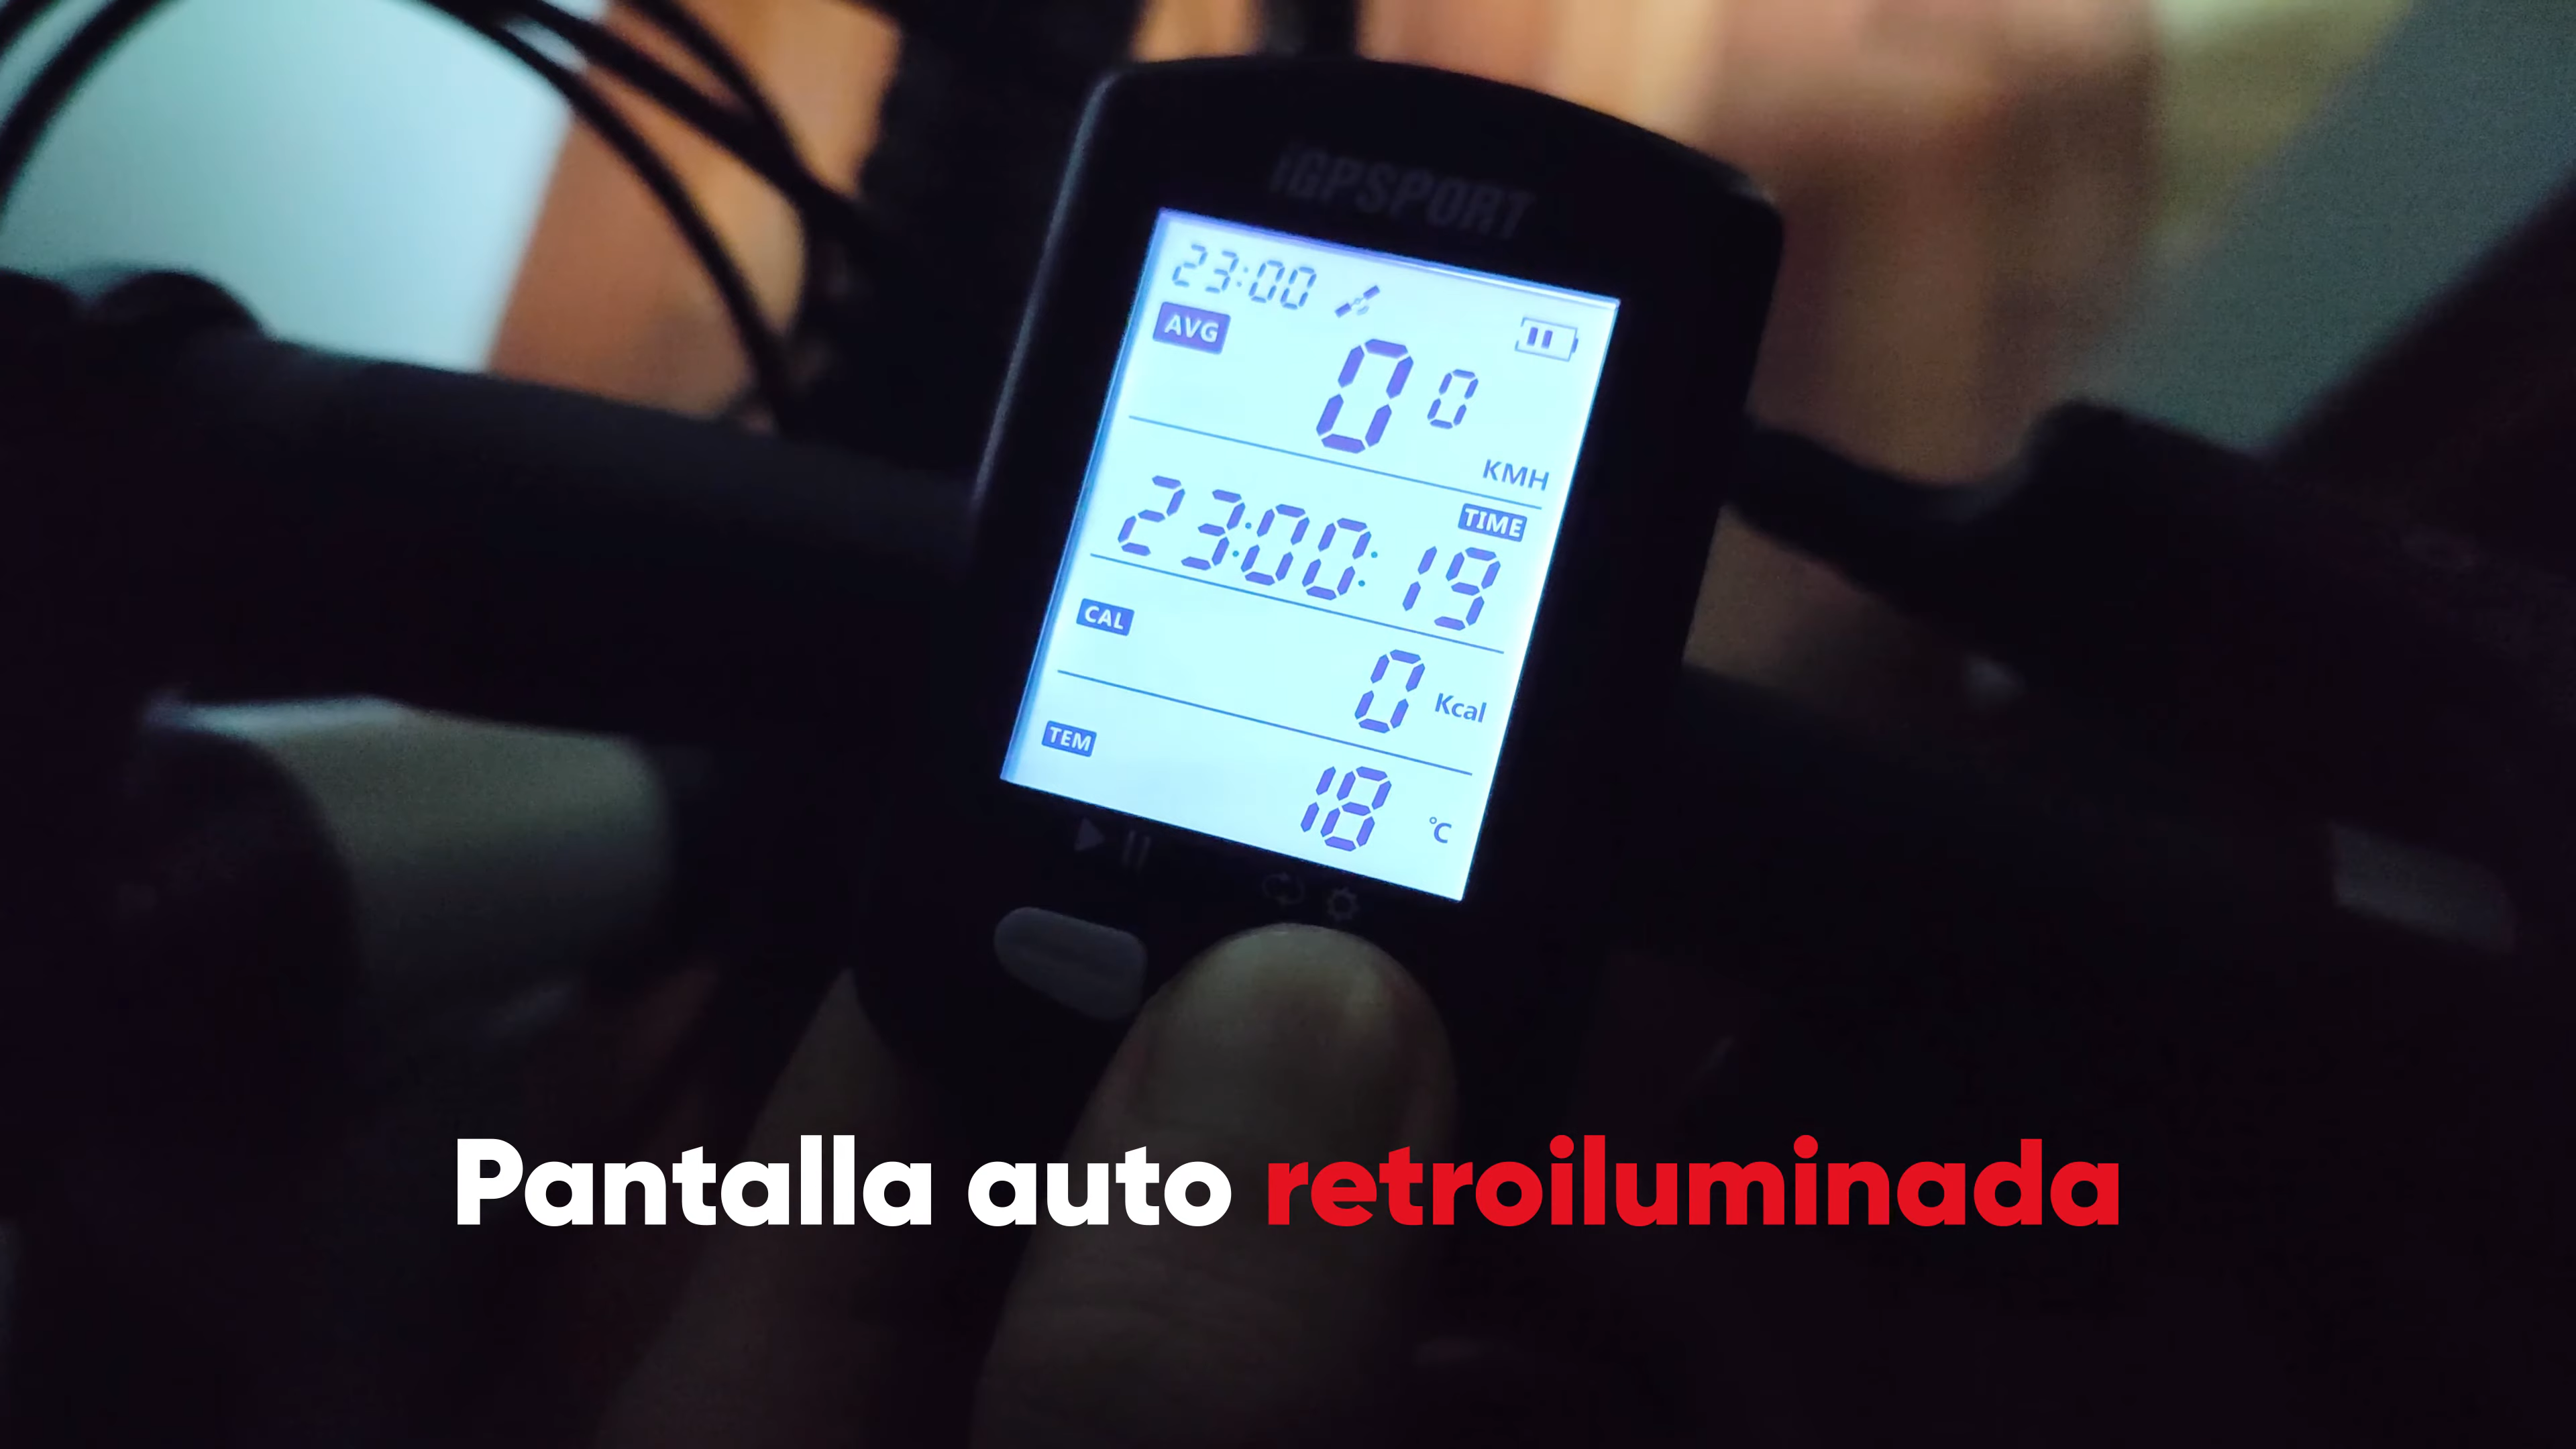 iGPSPORT
23:00
AVG
0 0
KMH
TIME
23:00:19
CAL
0 Kcal
TEM
18 °C
Pantalla auto retroiluminada